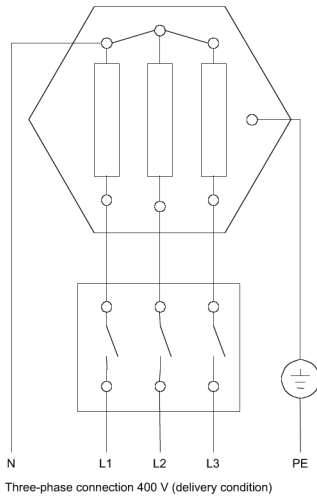 N L1 L2 L3 PE
Three-phase connection 400 V (delivery condition)